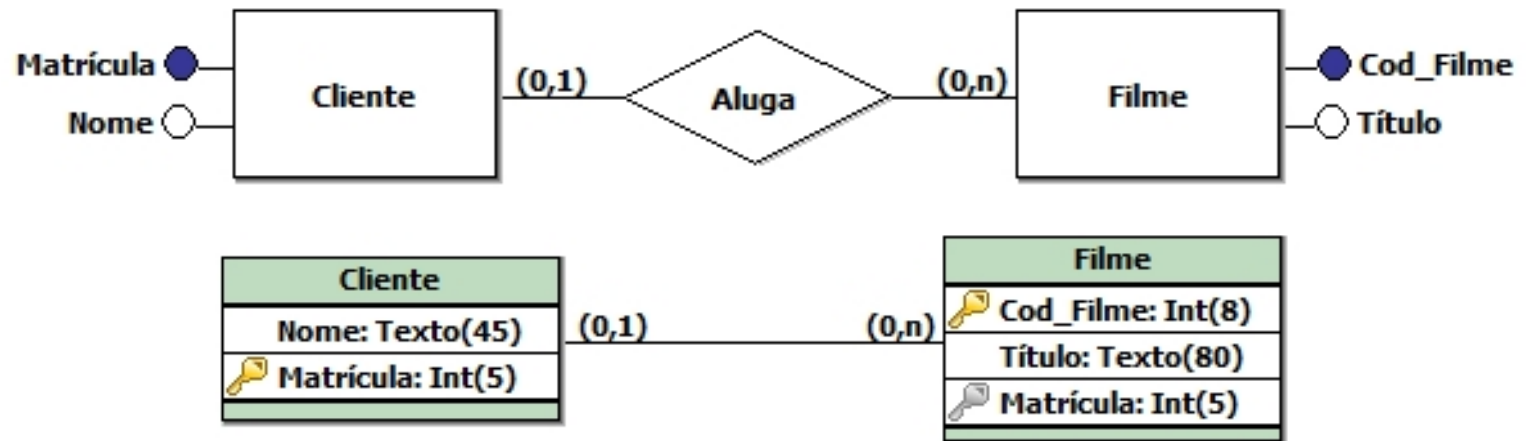 Matrícula
Nome
Cliente
(0,1)
Aluga
(0,n)
Filme
Cod_Filme
Título
Cliente
Nome: Texto(45)
Matrícula: Int(5)
(0,1)
(0,n)
Filme
Cod_Filme: Int(8)
Título: Texto(80)
Matrícula: Int(5)